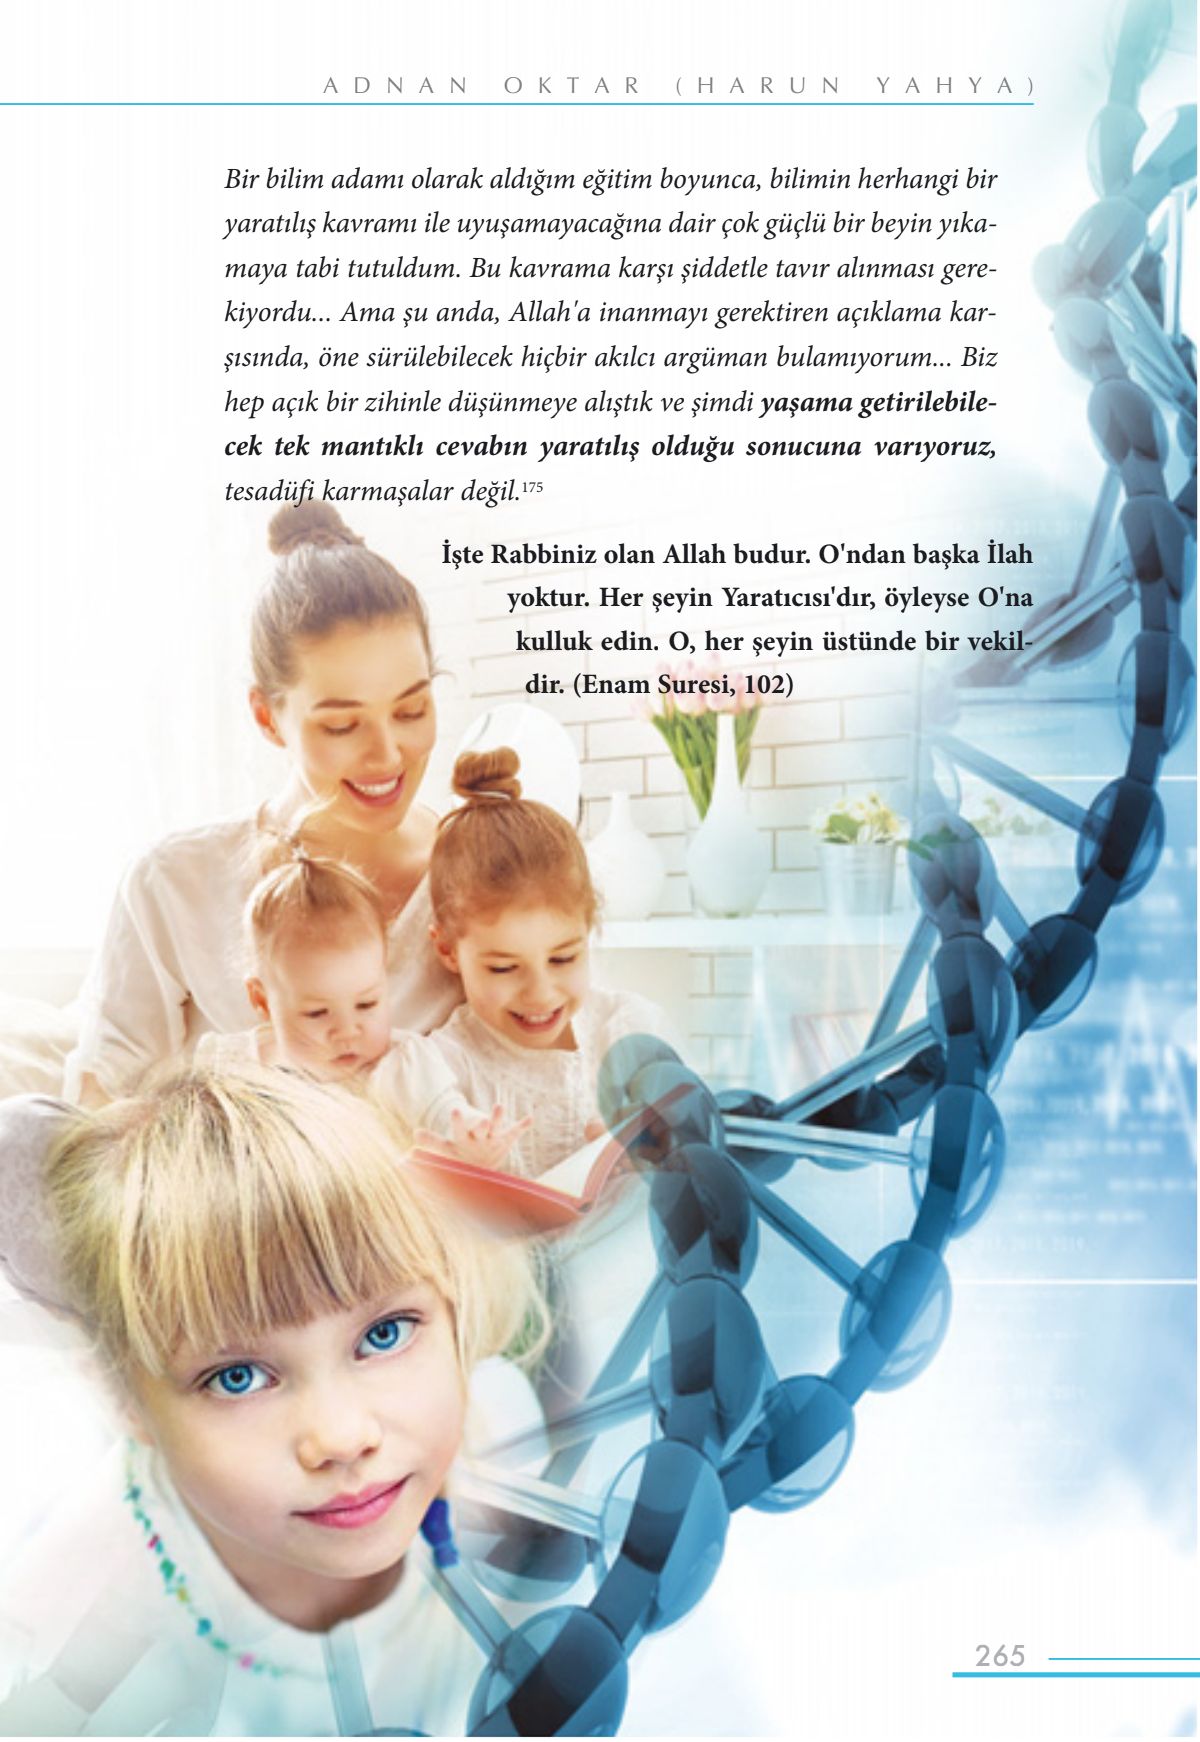 ADNAN OKTAR (HARUN YAHYA)
Bir bilim adamı olarak aldığım eğitim boyunca, bilimin herhangi bir
yaratılış kavramı ile uyuşamayacağına dair çok güçlü bir beyin yıka-
maya tabi tutuldum. Bu kavrama karşı şiddetle tavır alınması gere-
kiyordu... Ama şu anda, Allah'a inanmayı gerektiren açıklama kar-
şısında, öne sürülebilecek hiçbir akılcı argüman bulamıyorum... Biz
hep açık bir zihinle düşünmeye alıştık ve şimdi yaşama getirilebile-
cek tek mantıklı cevabın yaratılış olduğu sonucuna varıyoruz,
tesadüfi karmaşalar değil.175
İşte Rabbiniz olan Allah budur. O'ndan başka İlah
yoktur. Her şeyin Yaratıcısı'dır, öyleyse O'na
kulluk edin. O, her şeyin üstünde bir vekil-
dir. (Enam Suresi, 102)
265